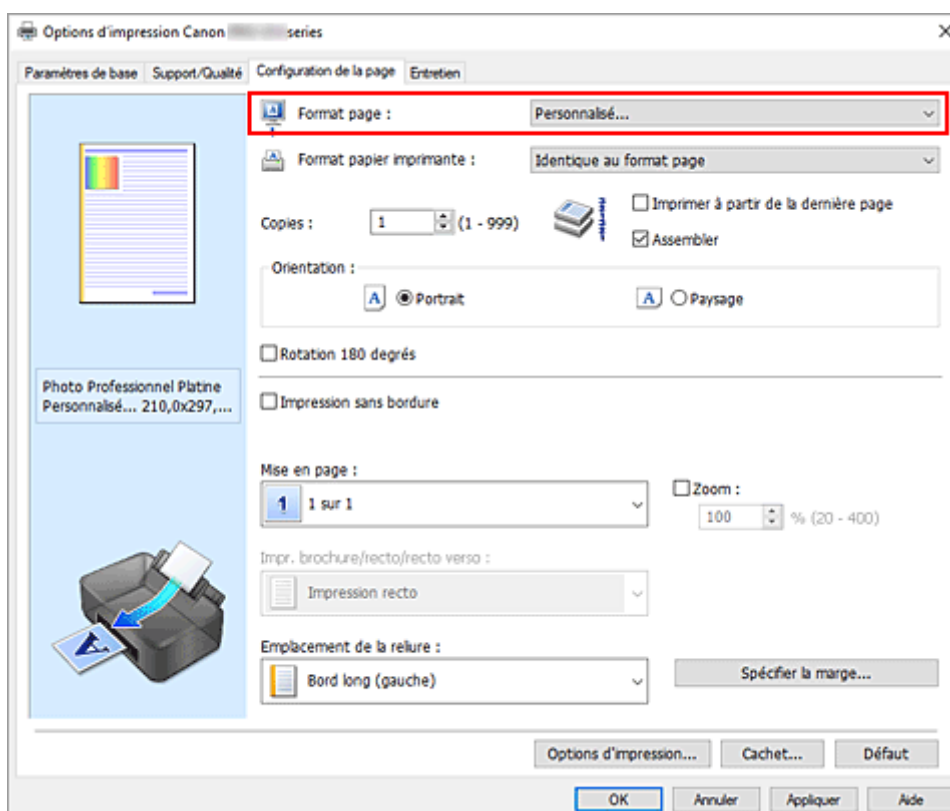 Options d'impression Canon series
Paramètres de base Support/Qualité Configuration de la page Entretien
Format page : Personnalisé...
Format papier imprimante : Identique au format page
Copies : 1 (1 - 999)
Imprimer à partir de la dernière page
Assembler
Orientation :
A Portrait A Paysage
Rotation 180 degrés
Photo Professionnel Platine
Personnalisé... 210,0x297,...
Impression sans bordure
Mise en page :
1 1 sur 1
Zoom :
100 % (20 - 400)
Impr. brochure/recto/recto verso :
Impression recto
Emplacement de la reliure :
Bord long (gauche)
Spécifier la marge...
A
Options d'impression... Cachet... Défaut
OK Annuler Appliquer Aide